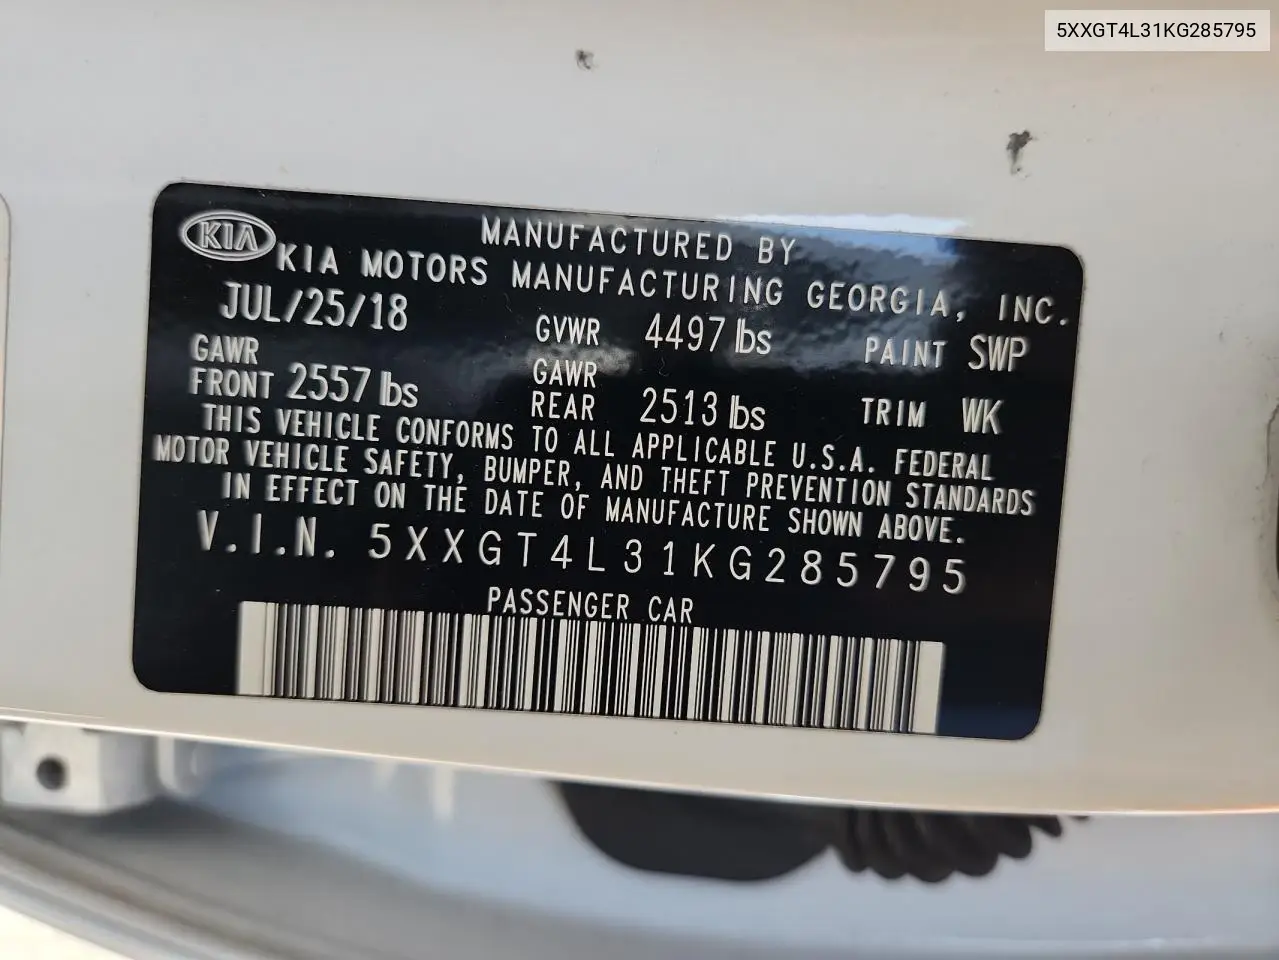 5XXGT4L31KG285795
KIA
MANUFACTURED BY
KIA MOTORS MANUFACTURING GEORGIA, INC.
JUL/25/18 GVWR 4497 lbs PAINT SWP
GAWR FRONT 2557 lbs GAWR REAR 2513 lbs TRIM WK
THIS VEHICLE CONFORMS TO ALL APPLICABLE U.S.A. FEDERAL
MOTOR VEHICLE SAFETY, BUMPER, AND THEFT PREVENTION STANDARDS
IN EFFECT ON THE DATE OF MANUFACTURE SHOWN ABOVE.
V.I.N. 5XXGT4L31KG285795
PASSENGER CAR